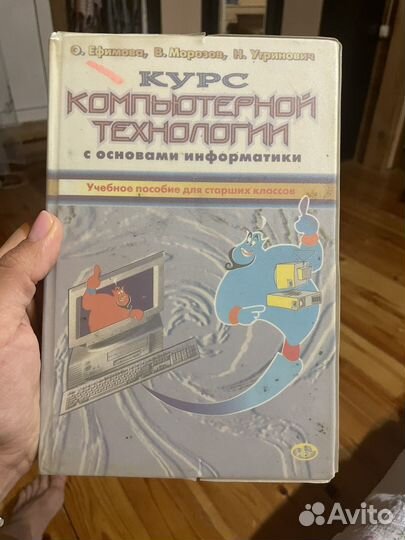 О. Ефимова, В. Морозов, Н. Угринович
КУРС
КОМПЬЮТЕРНОЙ
ТЕХНОЛОГИИ
с основами информатики
Учебное пособие для старших классов
Avito